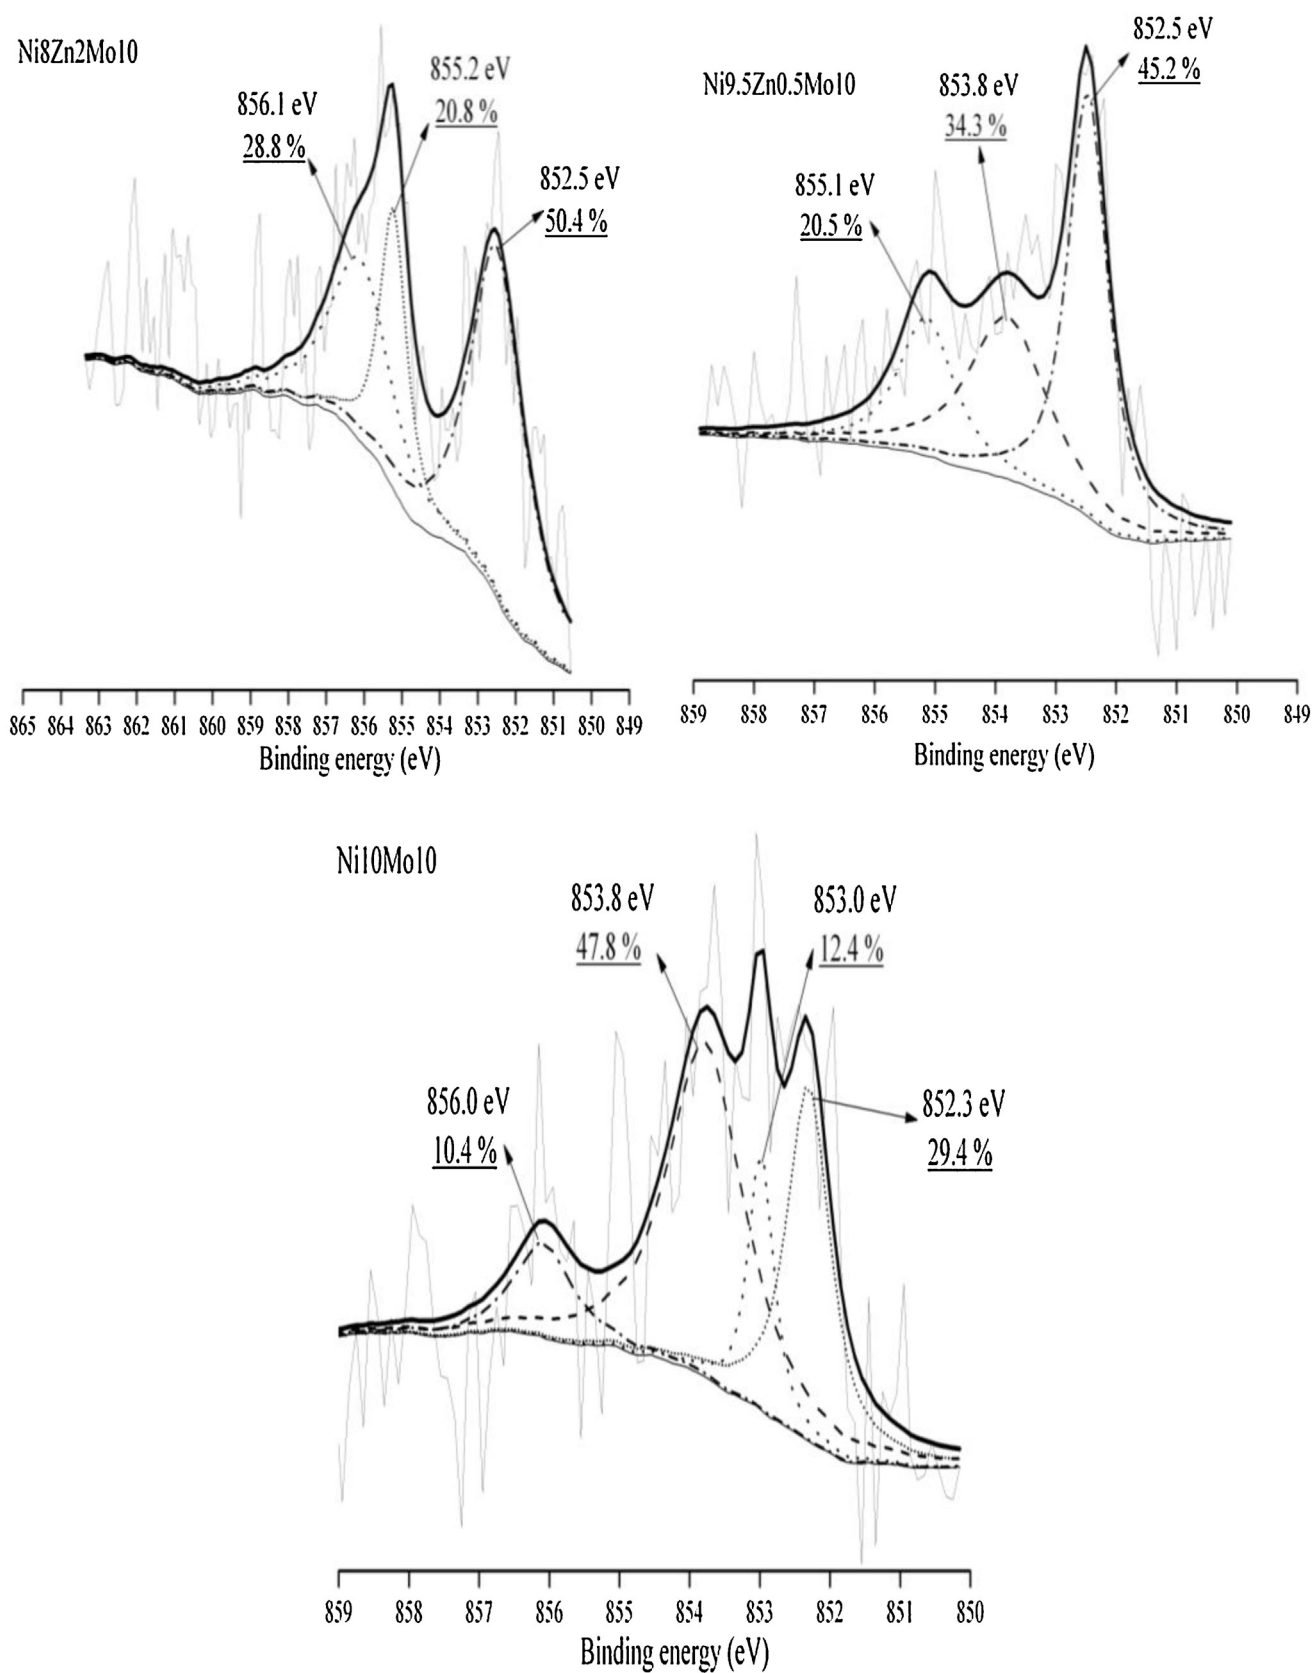 Ni8Zn2Mo10
856.1 eV
28.8 %
855.2 eV
20.8 %
852.5 eV
50.4 %
865 864 863 862 861 860 859 858 857 856 855 854 853 852 851 850 849
Binding energy (eV)
Ni9.5Zn0.5Mo10
855.1 eV
20.5 %
853.8 eV
34.3 %
852.5 eV
45.2 %
859 858 857 856 855 854 853 852 851 850 849
Binding energy (eV)
Ni10Mo10
856.0 eV
10.4 %
853.8 eV
47.8 %
853.0 eV
12.4 %
852.3 eV
29.4 %
859 858 857 856 855 854 853 852 851 850
Binding energy (eV)